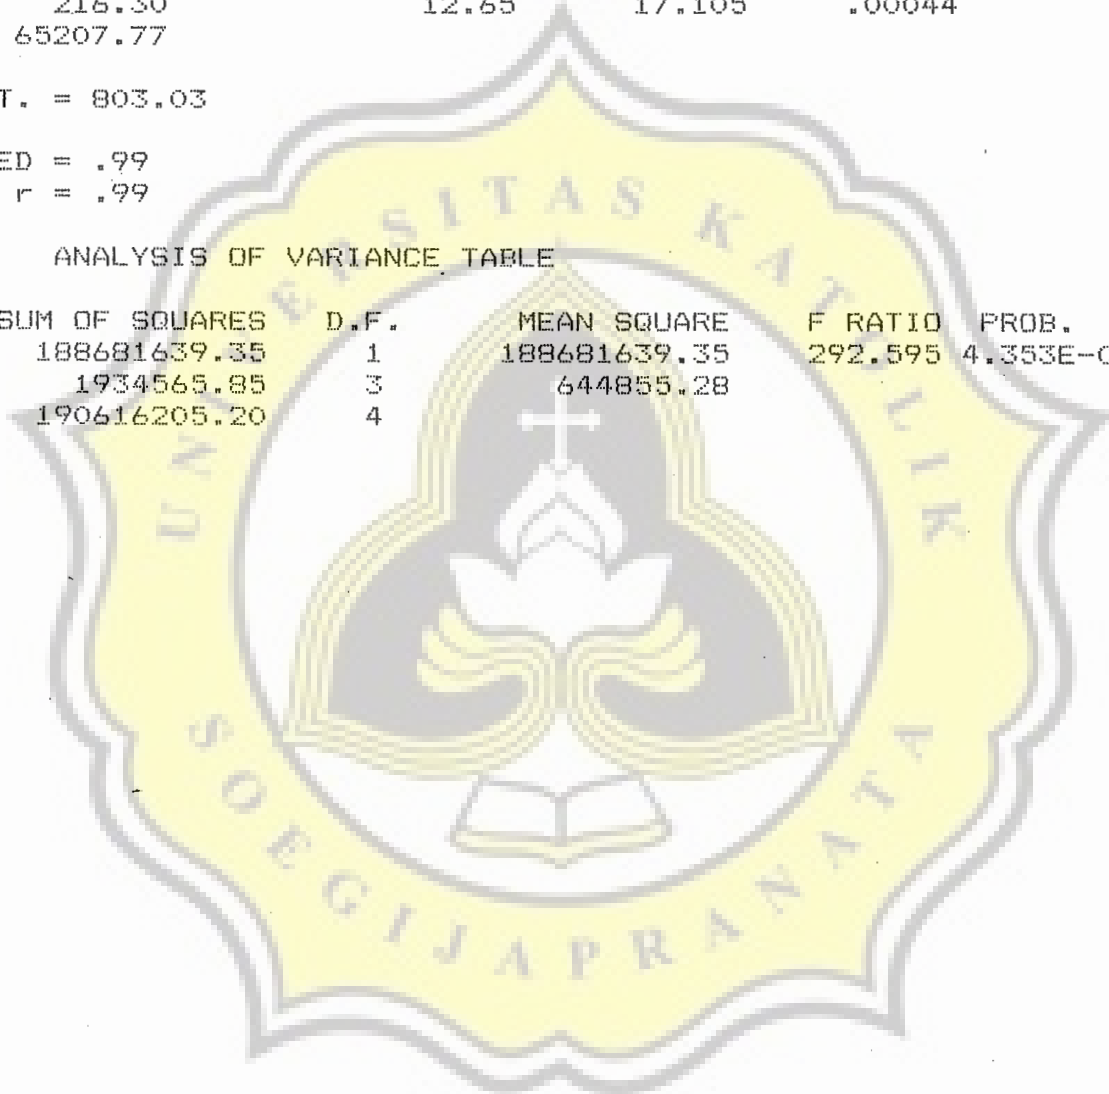 216.30 12.65 17.105 .00044
65207.77
T. = 803.03
ED = .99
r = .99
ANALYSIS OF VARIANCE TABLE
SUM OF SQUARES D.F. MEAN SQUARE F RATIO PROB.
188681639.35 1 188681639.35 292.595 4.353E-0
1934565.85 3 644855.28
190616205.20 4
UNIVERSITAS KATOLIK
SOEGIJAPRANATA